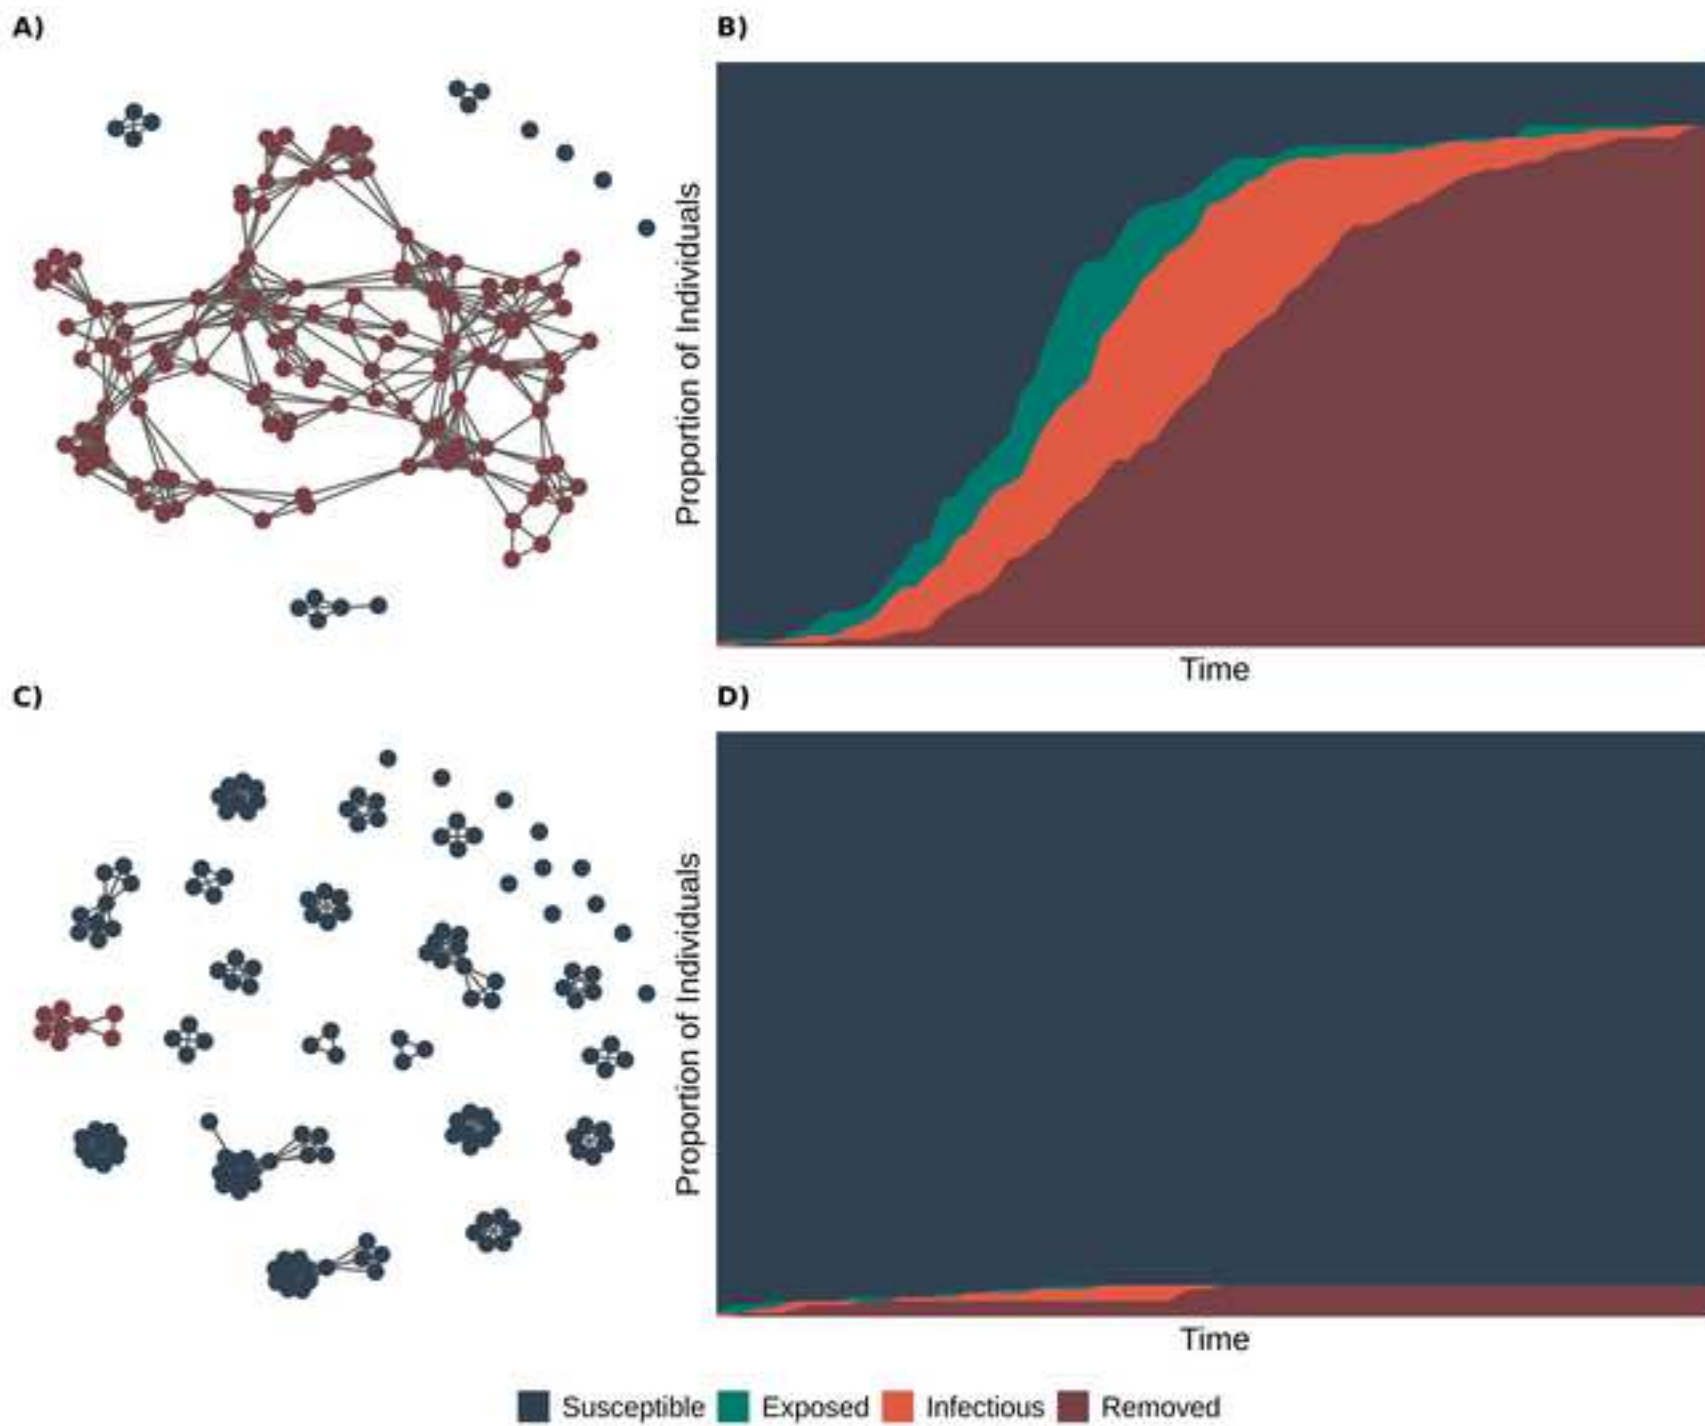 A)
B)
Proportion of Individuals
Time
C)
D)
Proportion of Individuals
Time
Susceptible Exposed Infectious Removed